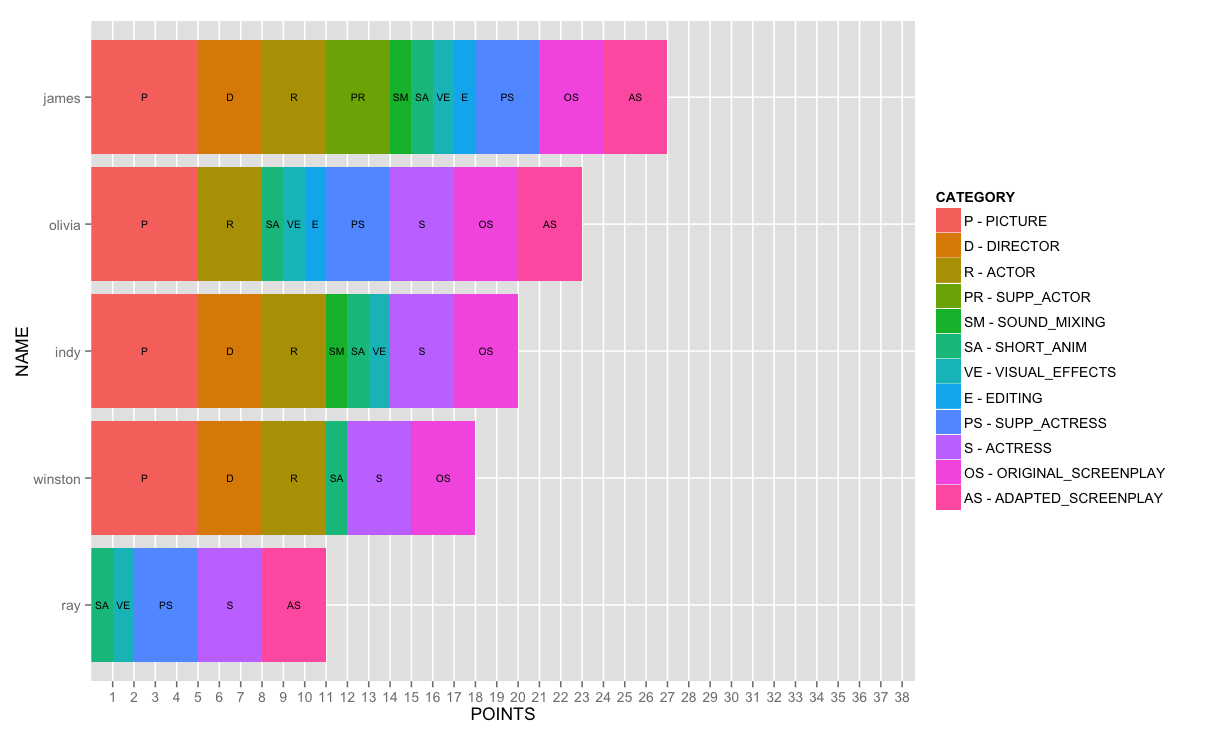 james P D R PR SM SA VE E PS OS AS
olivia P R SA VE E PS S OS AS
NAME
indy P D R SM SA VE S OS
winston P D R SA S OS
ray SA VE PS S AS
1 2 3 4 5 6 7 8 9 10 11 12 13 14 15 16 17 18 19 20 21 22 23 24 25 26 27 28 29 30 31 32 33 34 35 36 37 38
POINTS
CATEGORY
P - PICTURE
D - DIRECTOR
R - ACTOR
PR - SUPP_ACTOR
SM - SOUND_MIXING
SA - SHORT_ANIM
VE - VISUAL_EFFECTS
E - EDITING
PS - SUPP_ACTRESS
S - ACTRESS
OS - ORIGINAL_SCREENPLAY
AS - ADAPTED_SCREENPLAY